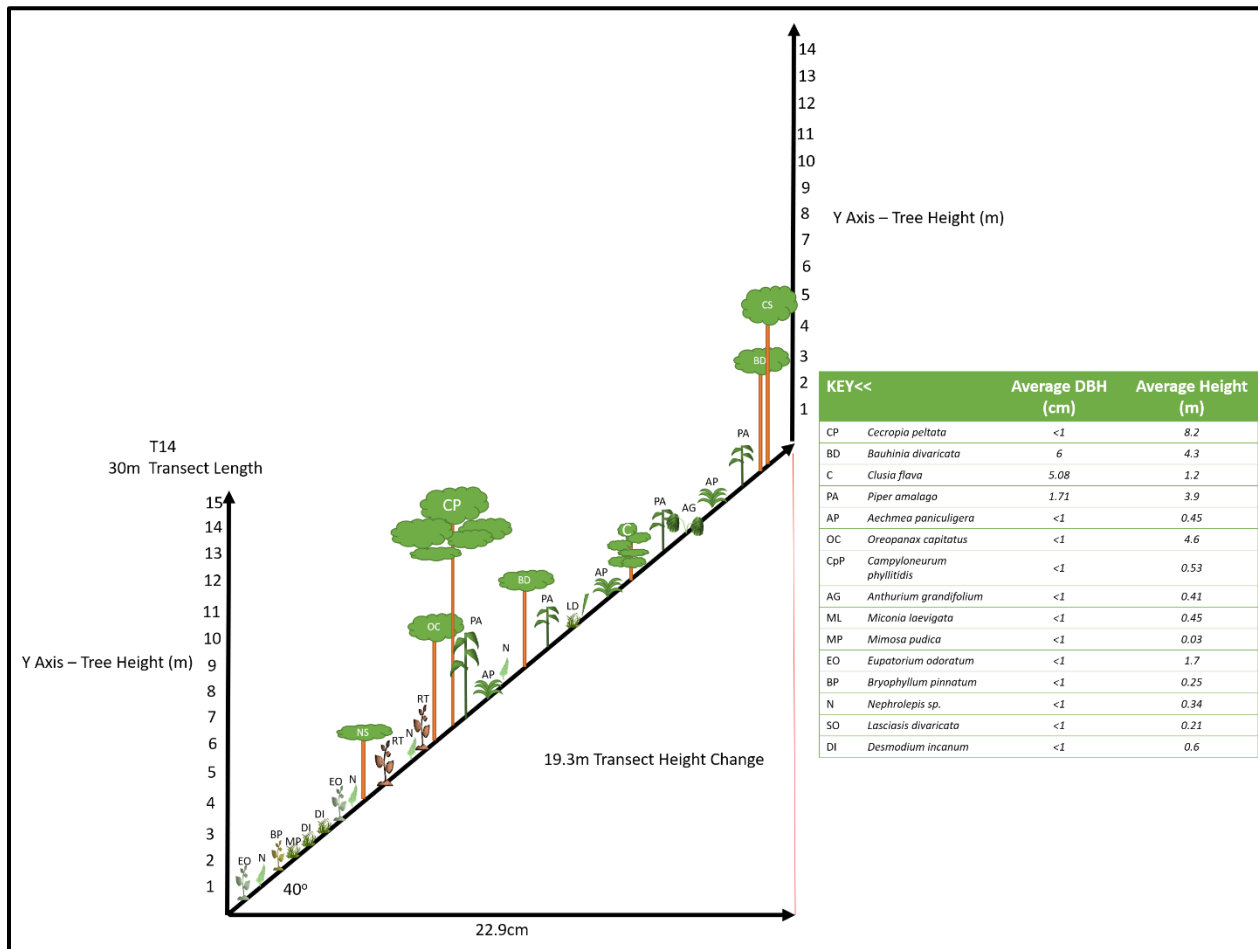 14
13
12
11
10
9
8
7
6
5
4
3
2
1
Y Axis – Tree Height (m)
CS
BD
PA
AP
AG
PA
C
AP
LD
PA
BD
N
AP
PA
CP
OC
RT
N
RT
NS
N
EO
DI
DI
MP
BP
N
EO
T14
30m Transect Length
15
14
13
12
11
10
9
8
7
6
5
4
3
2
1
Y Axis – Tree Height (m)
19.3m Transect Height Change
40º
22.9cm
KEY<< Average DBH (cm) Average Height (m)
CP Cecropia peltata <1 8.2
BD Bauhinia divaricata 6 4.3
C Clusia flava 5.08 1.2
PA Piper amalago 1.71 3.9
AP Aechmea paniculigera <1 0.45
OC Oreopanax capitatus <1 4.6
CpP Campyloneurum phyllitidis <1 0.53
AG Anthurium grandifolium <1 0.41
ML Miconia laevigata <1 0.45
MP Mimosa pudica <1 0.03
EO Eupatorium odoratum <1 1.7
BP Bryophyllum pinnatum <1 0.25
N Nephrolepis sp. <1 0.34
SO Lasciasis divaricata <1 0.21
DI Desmodium incanum <1 0.6